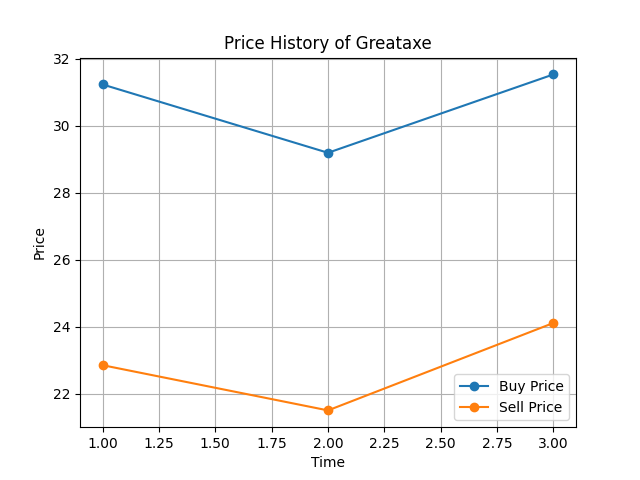 Price History of Greataxe
32
30
28
26
24
22
Price
1.00 1.25 1.50 1.75 2.00 2.25 2.50 2.75 3.00
Time
Buy Price
Sell Price